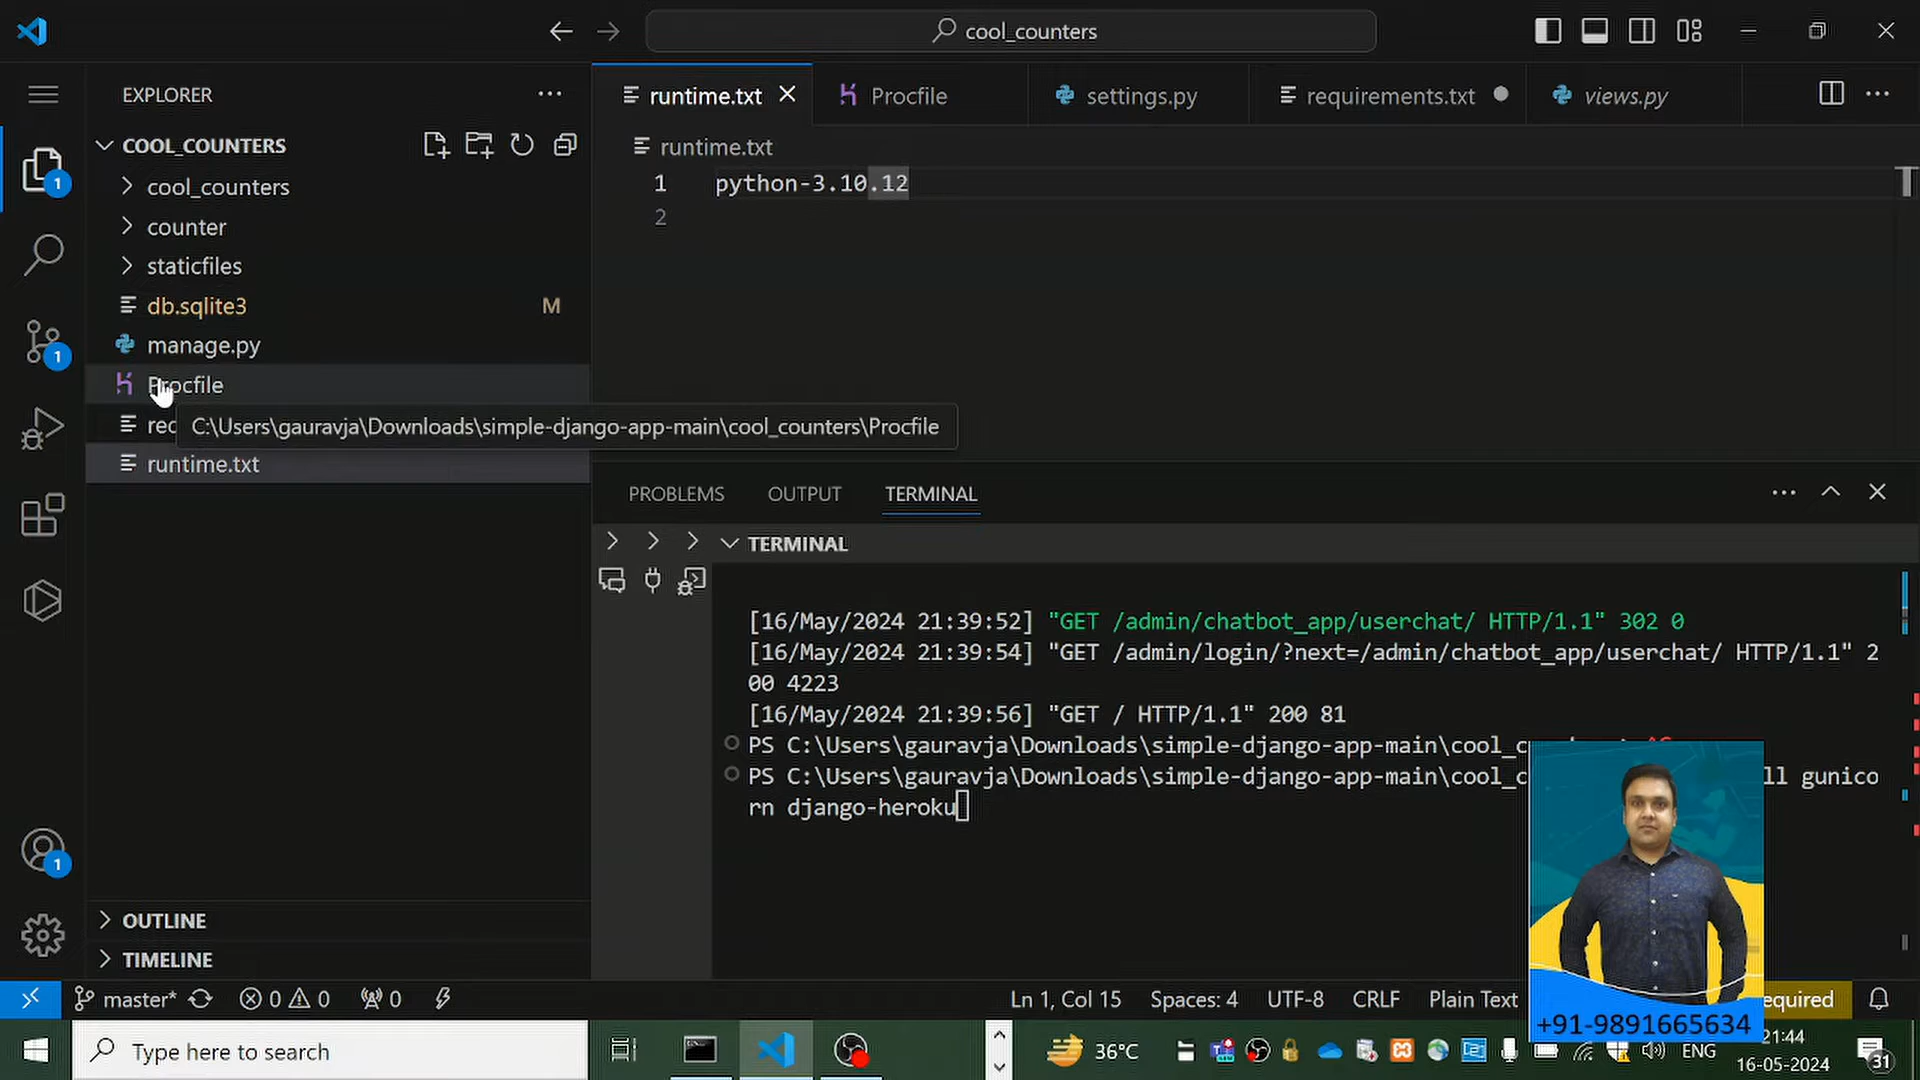 cool_counters
EXPLORER
COOL_COUNTERS
cool_counters
counter
staticfiles
db.sqlite3 M
manage.py
Procfile
rec
C:\Users\gauravja\Downloads\simple-django-app-main\cool_counters\Procfile
runtime.txt
OUTLINE
TIMELINE
1
1
1
runtime.txt Procfile settings.py requirements.txt views.py
runtime.txt
1 python-3.10.12
2
PROBLEMS OUTPUT TERMINAL
TERMINAL
[16/May/2024 21:39:52] "GET /admin/chatbot_app/userchat/ HTTP/1.1" 302 0
[16/May/2024 21:39:54] "GET /admin/login/?next=/admin/chatbot_app/userchat/ HTTP/1.1" 2
00 4223
[16/May/2024 21:39:56] "GET / HTTP/1.1" 200 81
PS C:\Users\gauravja\Downloads\simple-django-app-main\cool_c
PS C:\Users\gauravja\Downloads\simple-django-app-main\cool_c ll gunico
rn django-heroku
master* 0 0 0 Ln 1, Col 15 Spaces: 4 UTF-8 CRLF Plain Text equired
+91-9891665634
Type here to search 36°C ENG 21:44
16-05-2024
31